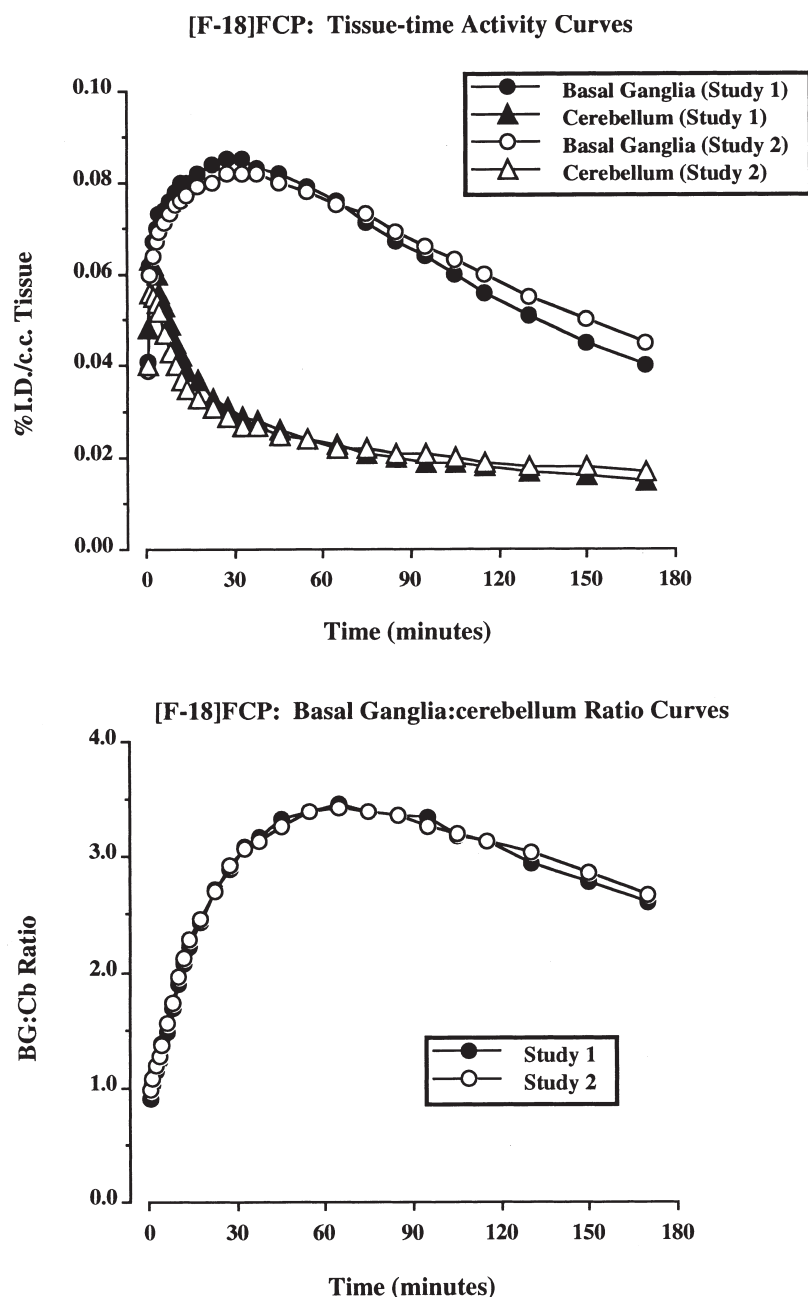 [F-18]FCP: Tissue-time Activity Curves
0.10
0.08
0.06
0.04
0.02
0.00
%I.D./c.c. Tissue
Basal Ganglia (Study 1)
Cerebellum (Study 1)
Basal Ganglia (Study 2)
Cerebellum (Study 2)
0 30 60 90 120 150 180
Time (minutes)
[F-18]FCP: Basal Ganglia:cerebellum Ratio Curves
4.0
3.0
2.0
1.0
0.0
BG:Cb Ratio
Study 1
Study 2
0 30 60 90 120 150 180
Time (minutes)